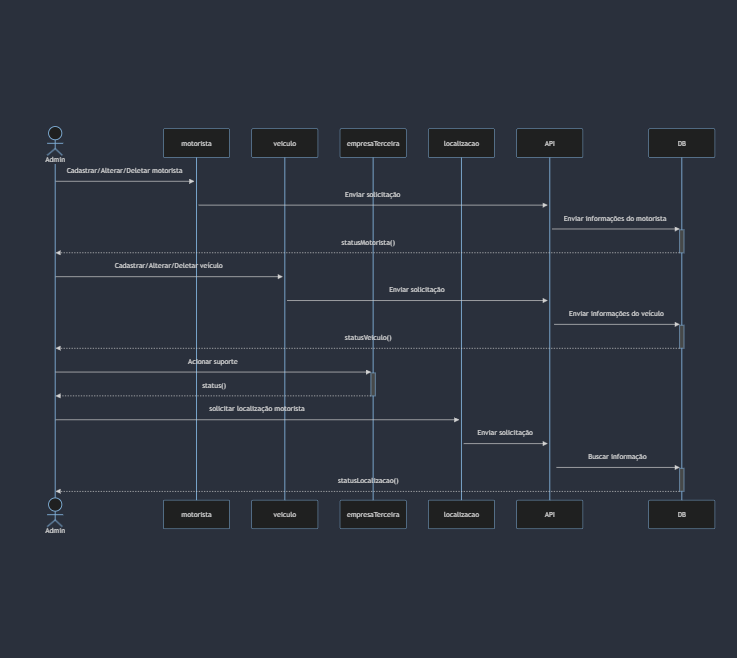 motorista
veiculo
empresaTerceira
localizacao
API
DB
Admin
Cadastrar/Alterar/Deletar motorista
Enviar solicitação
Enviar informações do motorista
statusMotorista()
Cadastrar/Alterar/Deletar veículo
Enviar solicitação
Enviar informações do veículo
statusVeiculo()
Acionar suporte
status()
solicitar localização motorista
Enviar solicitação
Buscar informação
statusLocalizacao()
motorista
veiculo
empresaTerceira
localizacao
API
DB
Admin